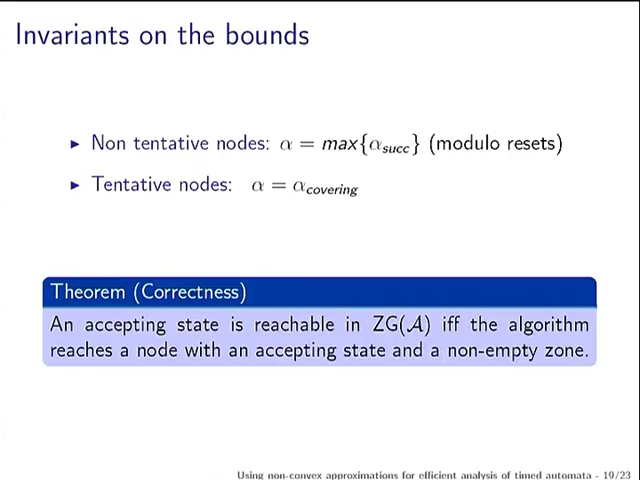 Invariants on the bounds
▶ Non tentative nodes: α = max{α_succ} (modulo resets)
▶ Tentative nodes: α = α_covering
Theorem (Correctness)
An accepting state is reachable in ZG(𝒜) iff the algorithm
reaches a node with an accepting state and a non-empty zone.
Using non-convex approximations for efficient analysis of timed automata - 19/23